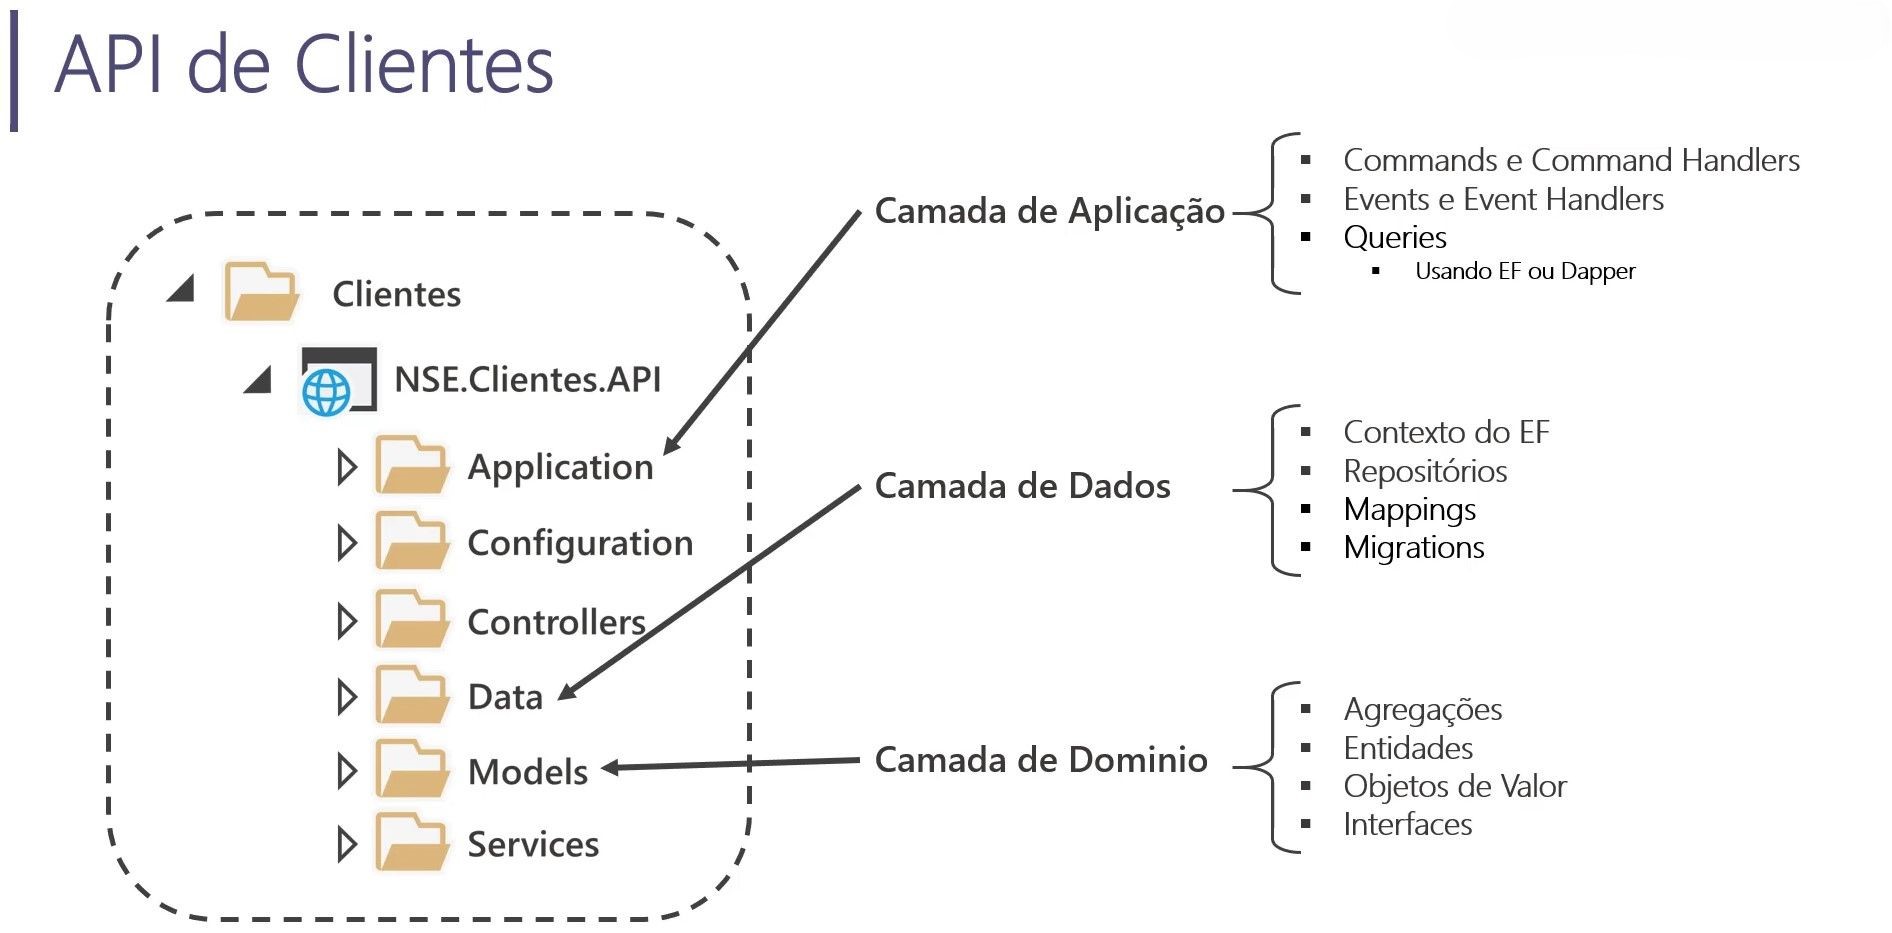 API de Clientes
Clientes
NSE.Clientes.API
Application
Configuration
Controllers
Data
Models
Services
Camada de Aplicação
Commands e Command Handlers
Events e Event Handlers
Queries
Usando EF ou Dapper
Camada de Dados
Contexto do EF
Repositórios
Mappings
Migrations
Camada de Dominio
Agregações
Entidades
Objetos de Valor
Interfaces